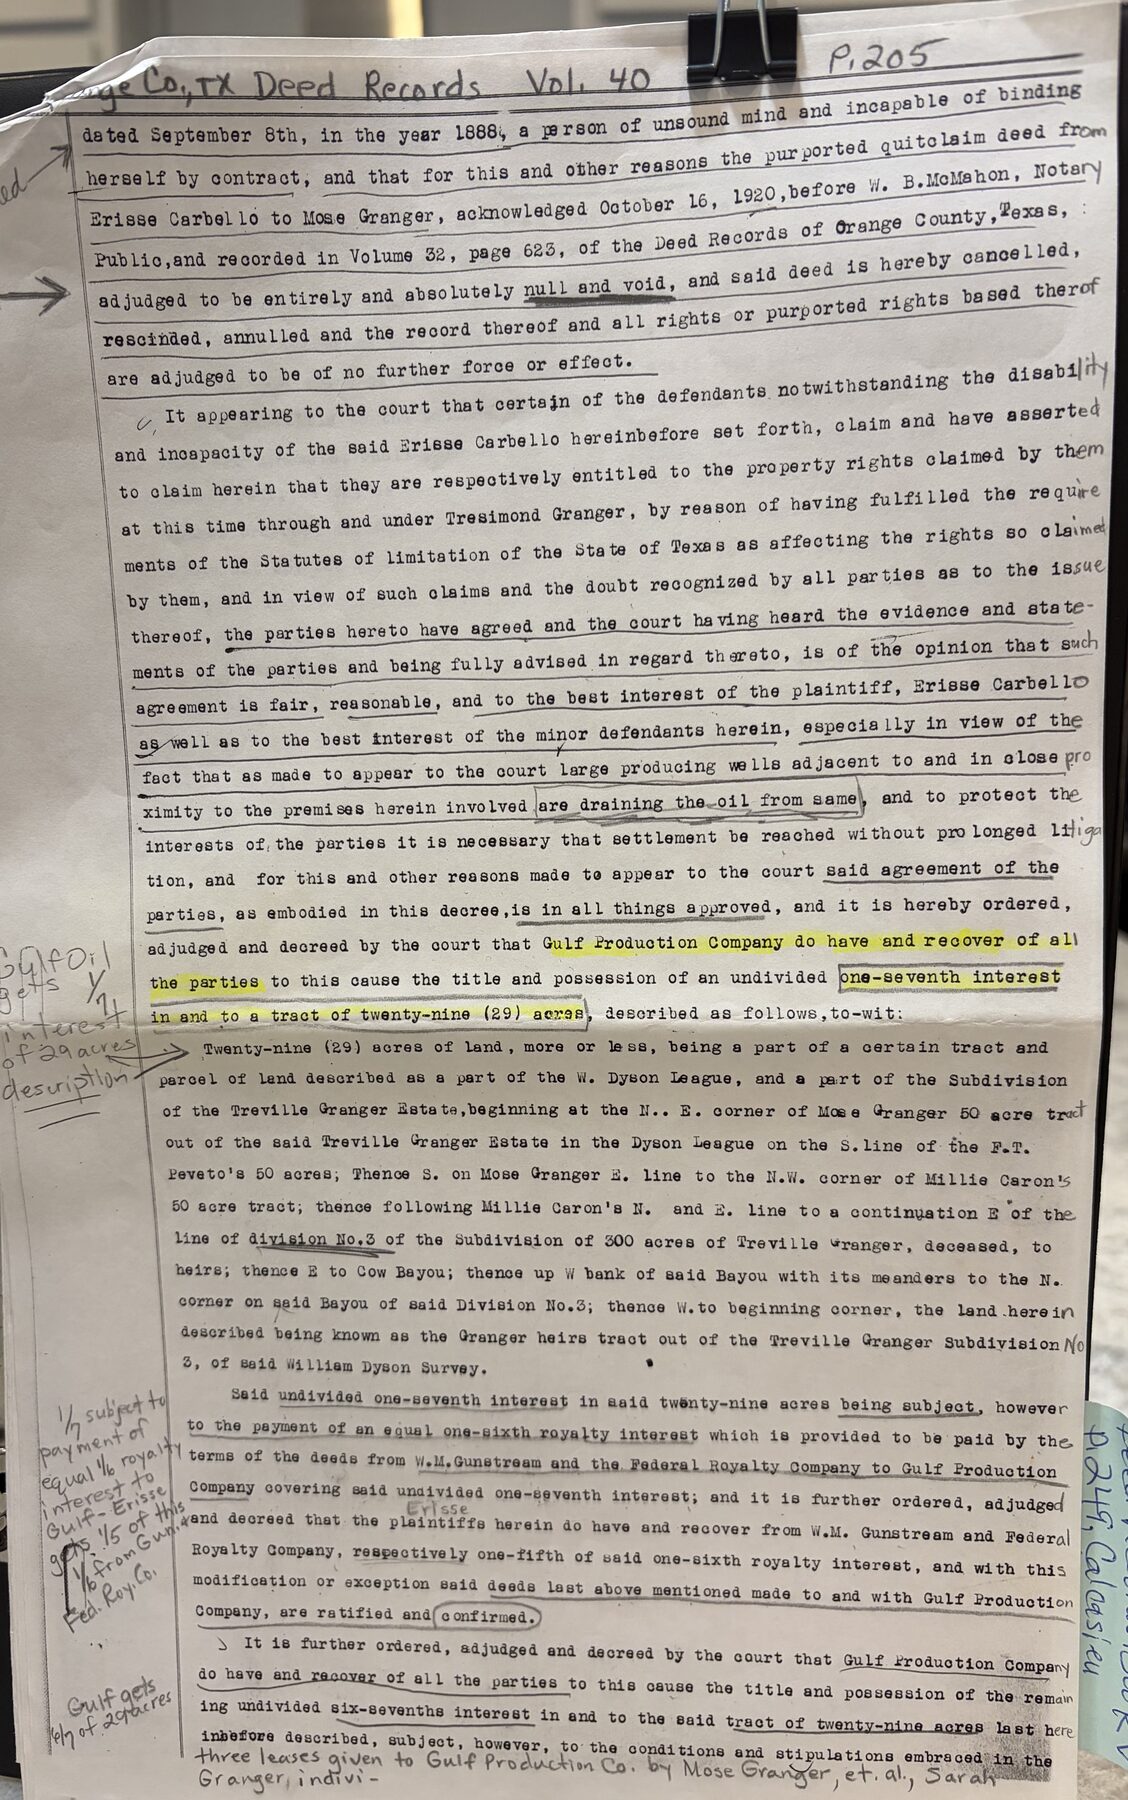 ge Co., TX Deed Records Vol. 40 P. 205
dated September 8th, in the year 1888, a person of unsound mind and incapable of binding
herself by contract, and that for this and other reasons the purported quitclaim deed from
Erisse Carbello to Mose Granger, acknowledged October 16, 1920, before W. B.McMahon, Notary
Public,and recorded in Volume 32, page 623, of the Deed Records of Orange County, Texas,
adjudged to be entirely and absolutely null and void, and said deed is hereby cancelled,
rescinded, annulled and the record thereof and all rights or purported rights based therof
are adjudged to be of no further force or effect.
It appearing to the court that certain of the defendants notwithstanding the disability
and incapacity of the said Erisse Carbello hereinbefore set forth, claim and have asserted
to claim herein that they are respectively entitled to the property rights claimed by them
at this time through and under Tresimond Granger, by reason of having fulfilled the require
ments of the Statutes of limitation of the State of Texas as affecting the rights so claimed
by them, and in view of such claims and the doubt recognized by all parties as to the issue
thereof, the parties hereto have agreed and the court having heard the evidence and state-
ments of the parties and being fully advised in regard thereto, is of the opinion that such
agreement is fair, reasonable, and to the best interest of the plaintiff, Erisse Carbello
as well as to the best interest of the minor defendants herein, especially in view of the
fact that as made to appear to the court large producing wells adjacent to and in close pro
ximity to the premises herein involved are draining the oil from same, and to protect the
interests of the parties it is necessary that settlement be reached without prolonged litiga
tion, and for this and other reasons made to appear to the court said agreement of the
parties, as embodied in this decree,is in all things approved, and it is hereby ordered,
adjudged and decreed by the court that Gulf Production Company do have and recover of all
the parties to this cause the title and possession of an undivided one-seventh interest
in and to a tract of twenty-nine (29) acres, described as follows,to-wit:
Twenty-nine (29) acres of land, more or less, being a part of a certain tract and
parcel of land described as a part of the W. Dyson League, and a part of the Subdivision
of the Treville Granger Estate,beginning at the N.. E. corner of Mose Granger 50 acre tract
out of the said Treville Granger Estate in the Dyson League on the S.line of the F.T.
Peveto's 50 acres; Thence S. on Mose Granger E. line to the N.W. corner of Millie Caron's
50 acre tract; thence following Millie Caron's N. and E. line to a continuation E of the
line of division No.3 of the Subdivision of 300 acres of Treville Granger, deceased, to
heirs; thence E to Cow Bayou; thence up W bank of said Bayou with its meanders to the N.
corner on said Bayou of said Division No.3; thence W.to beginning corner, the land herein
described being known as the Granger heirs tract out of the Treville Granger Subdivision No
3, of said William Dyson Survey.
Said undivided one-seventh interest in said twenty-nine acres being subject, however
to the payment of an equal one-sixth royalty interest which is provided to be paid by the
terms of the deeds from W.M.Gunstream and the Federal Royalty Company to Gulf Production
Company covering said undivided one-seventh interest; and it is further ordered, adjudged
Erisse
and decreed that the plaintiffs herein do have and recover from W.M. Gunstream and Federal
Royalty Company, respectively one-fifth of said one-sixth royalty interest, and with this
modification or exception said deeds last above mentioned made to and with Gulf Production
Company, are ratified and confirmed.
It is further ordered, adjudged and decreed by the court that Gulf Production Company
do have and recover of all the parties to this cause the title and possession of the remain
ing undivided six-sevenths interest in and to the said tract of twenty-nine acres last here
inbefore described, subject, however, to the conditions and stipulations embraced in the
three leases given to Gulf Production Co. by Mose Granger, et. al., Sarah
Granger, indivi-
ed
Gulf Oil
gets 1/7
interest
of 29 acres
description
1/7 subject to
payment of
equal 1/6 royalty
interest to
Gulf-Erisse
gets 1/5 of this
1/6 from Gun. &
Fed. Roy. Co.
Gulf gets
6/7 of 29 acres
P. 249, Calcasieu